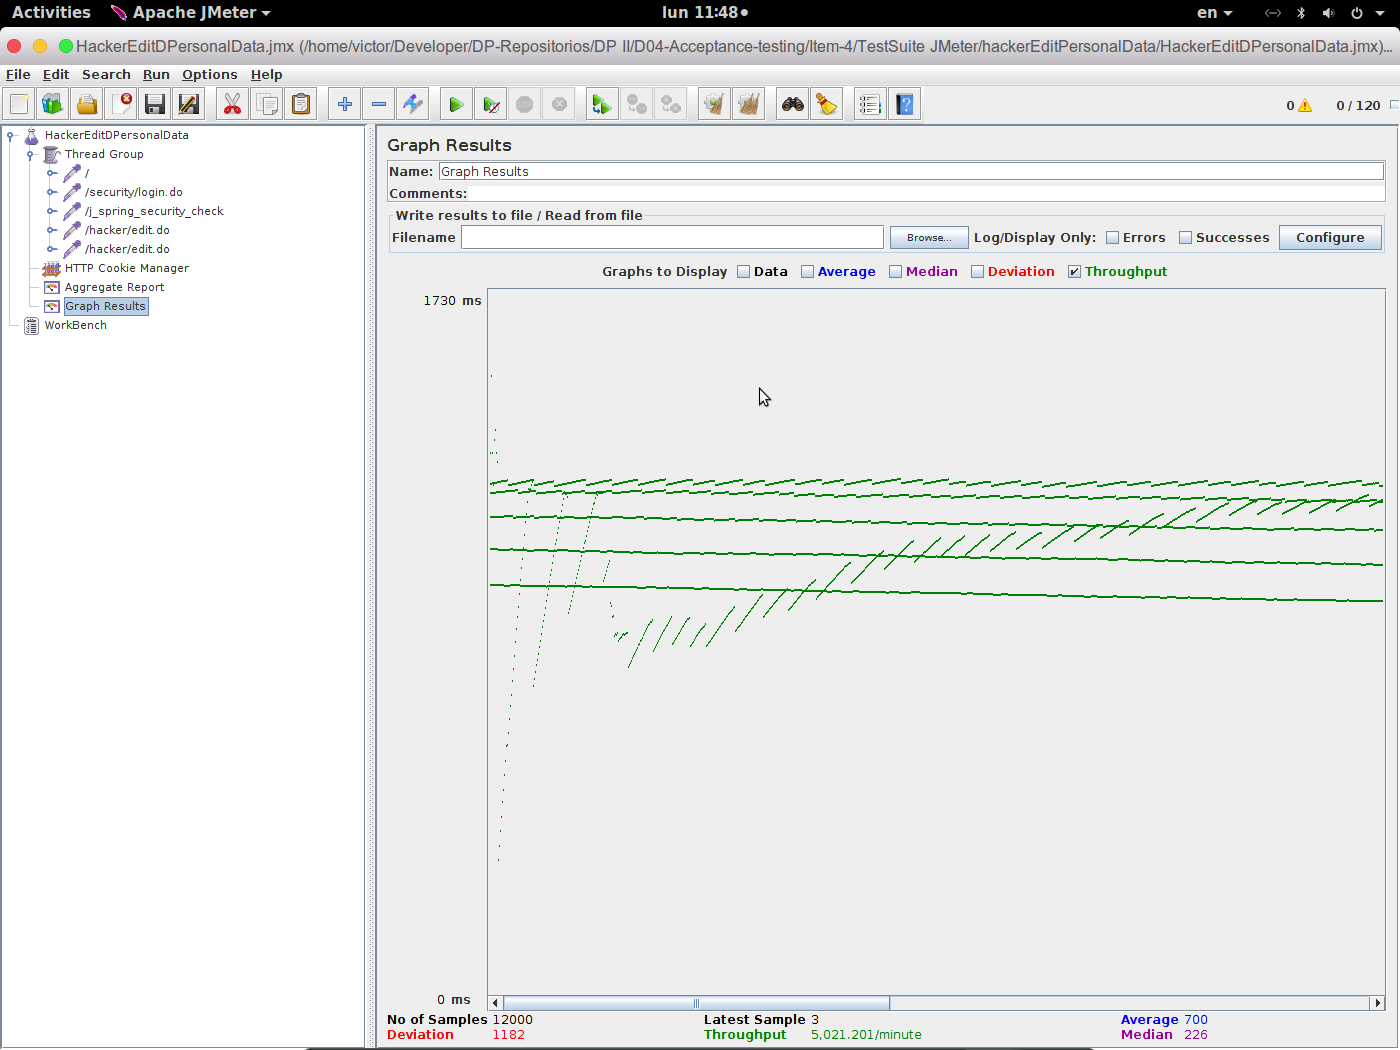 Activities Apache JMeter lun 11:48 en
HackerEditDPersonalData.jmx (/home/victor/Developer/DP-Repositorios/DP II/D04-Acceptance-testing/Item-4/TestSuite JMeter/hackerEditPersonalData/HackerEditDPersonalData.jmx)...
File Edit Search Run Options Help
0 0 / 120
HackerEditDPersonalData
Thread Group
/
/security/login.do
/j_spring_security_check
/hacker/edit.do
/hacker/edit.do
HTTP Cookie Manager
Aggregate Report
Graph Results
WorkBench
Graph Results
Name: Graph Results
Comments:
Write results to file / Read from file
Filename Browse... Log/Display Only: Errors Successes Configure
Graphs to Display Data Average Median Deviation Throughput
1730 ms
0 ms
No of Samples 12000 Latest Sample 3 Average 700
Deviation 1182 Throughput 5,021.201/minute Median 226